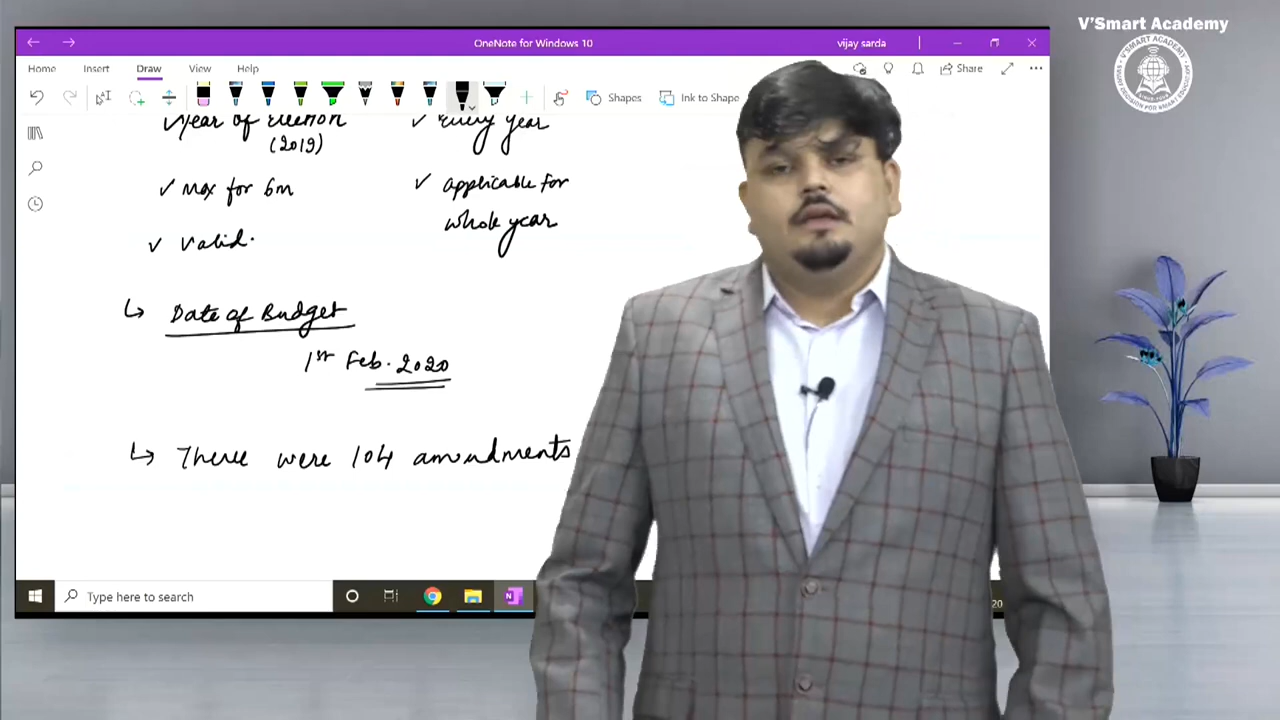 V'Smart Academy
OneNote for Windows 10
vijay sarda
Home Insert Draw View Help
Share
Shapes
Ink to Shape
✓ Year of Election
(2019)
✓ Every year
✓ Max for 6m
✓ applicable for
whole year
✓ Valid.
↳ Date of Budget
1st Feb. 2020
↳ There were 104 amendments
Type here to search
20